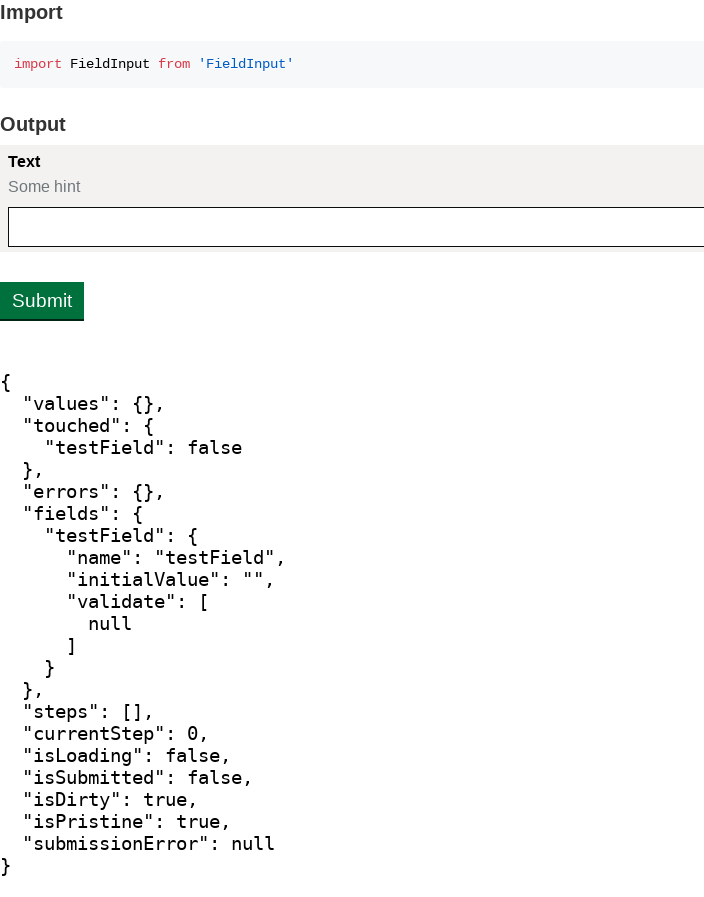 Import
import FieldInput from 'FieldInput'
Output
Text
Some hint
Submit
{
  "values": {},
  "touched": {
    "testField": false
  },
  "errors": {},
  "fields": {
    "testField": {
      "name": "testField",
      "initialValue": "",
      "validate": [
        null
      ]
    }
  },
  "steps": [],
  "currentStep": 0,
  "isLoading": false,
  "isSubmitted": false,
  "isDirty": true,
  "isPristine": true,
  "submissionError": null
}